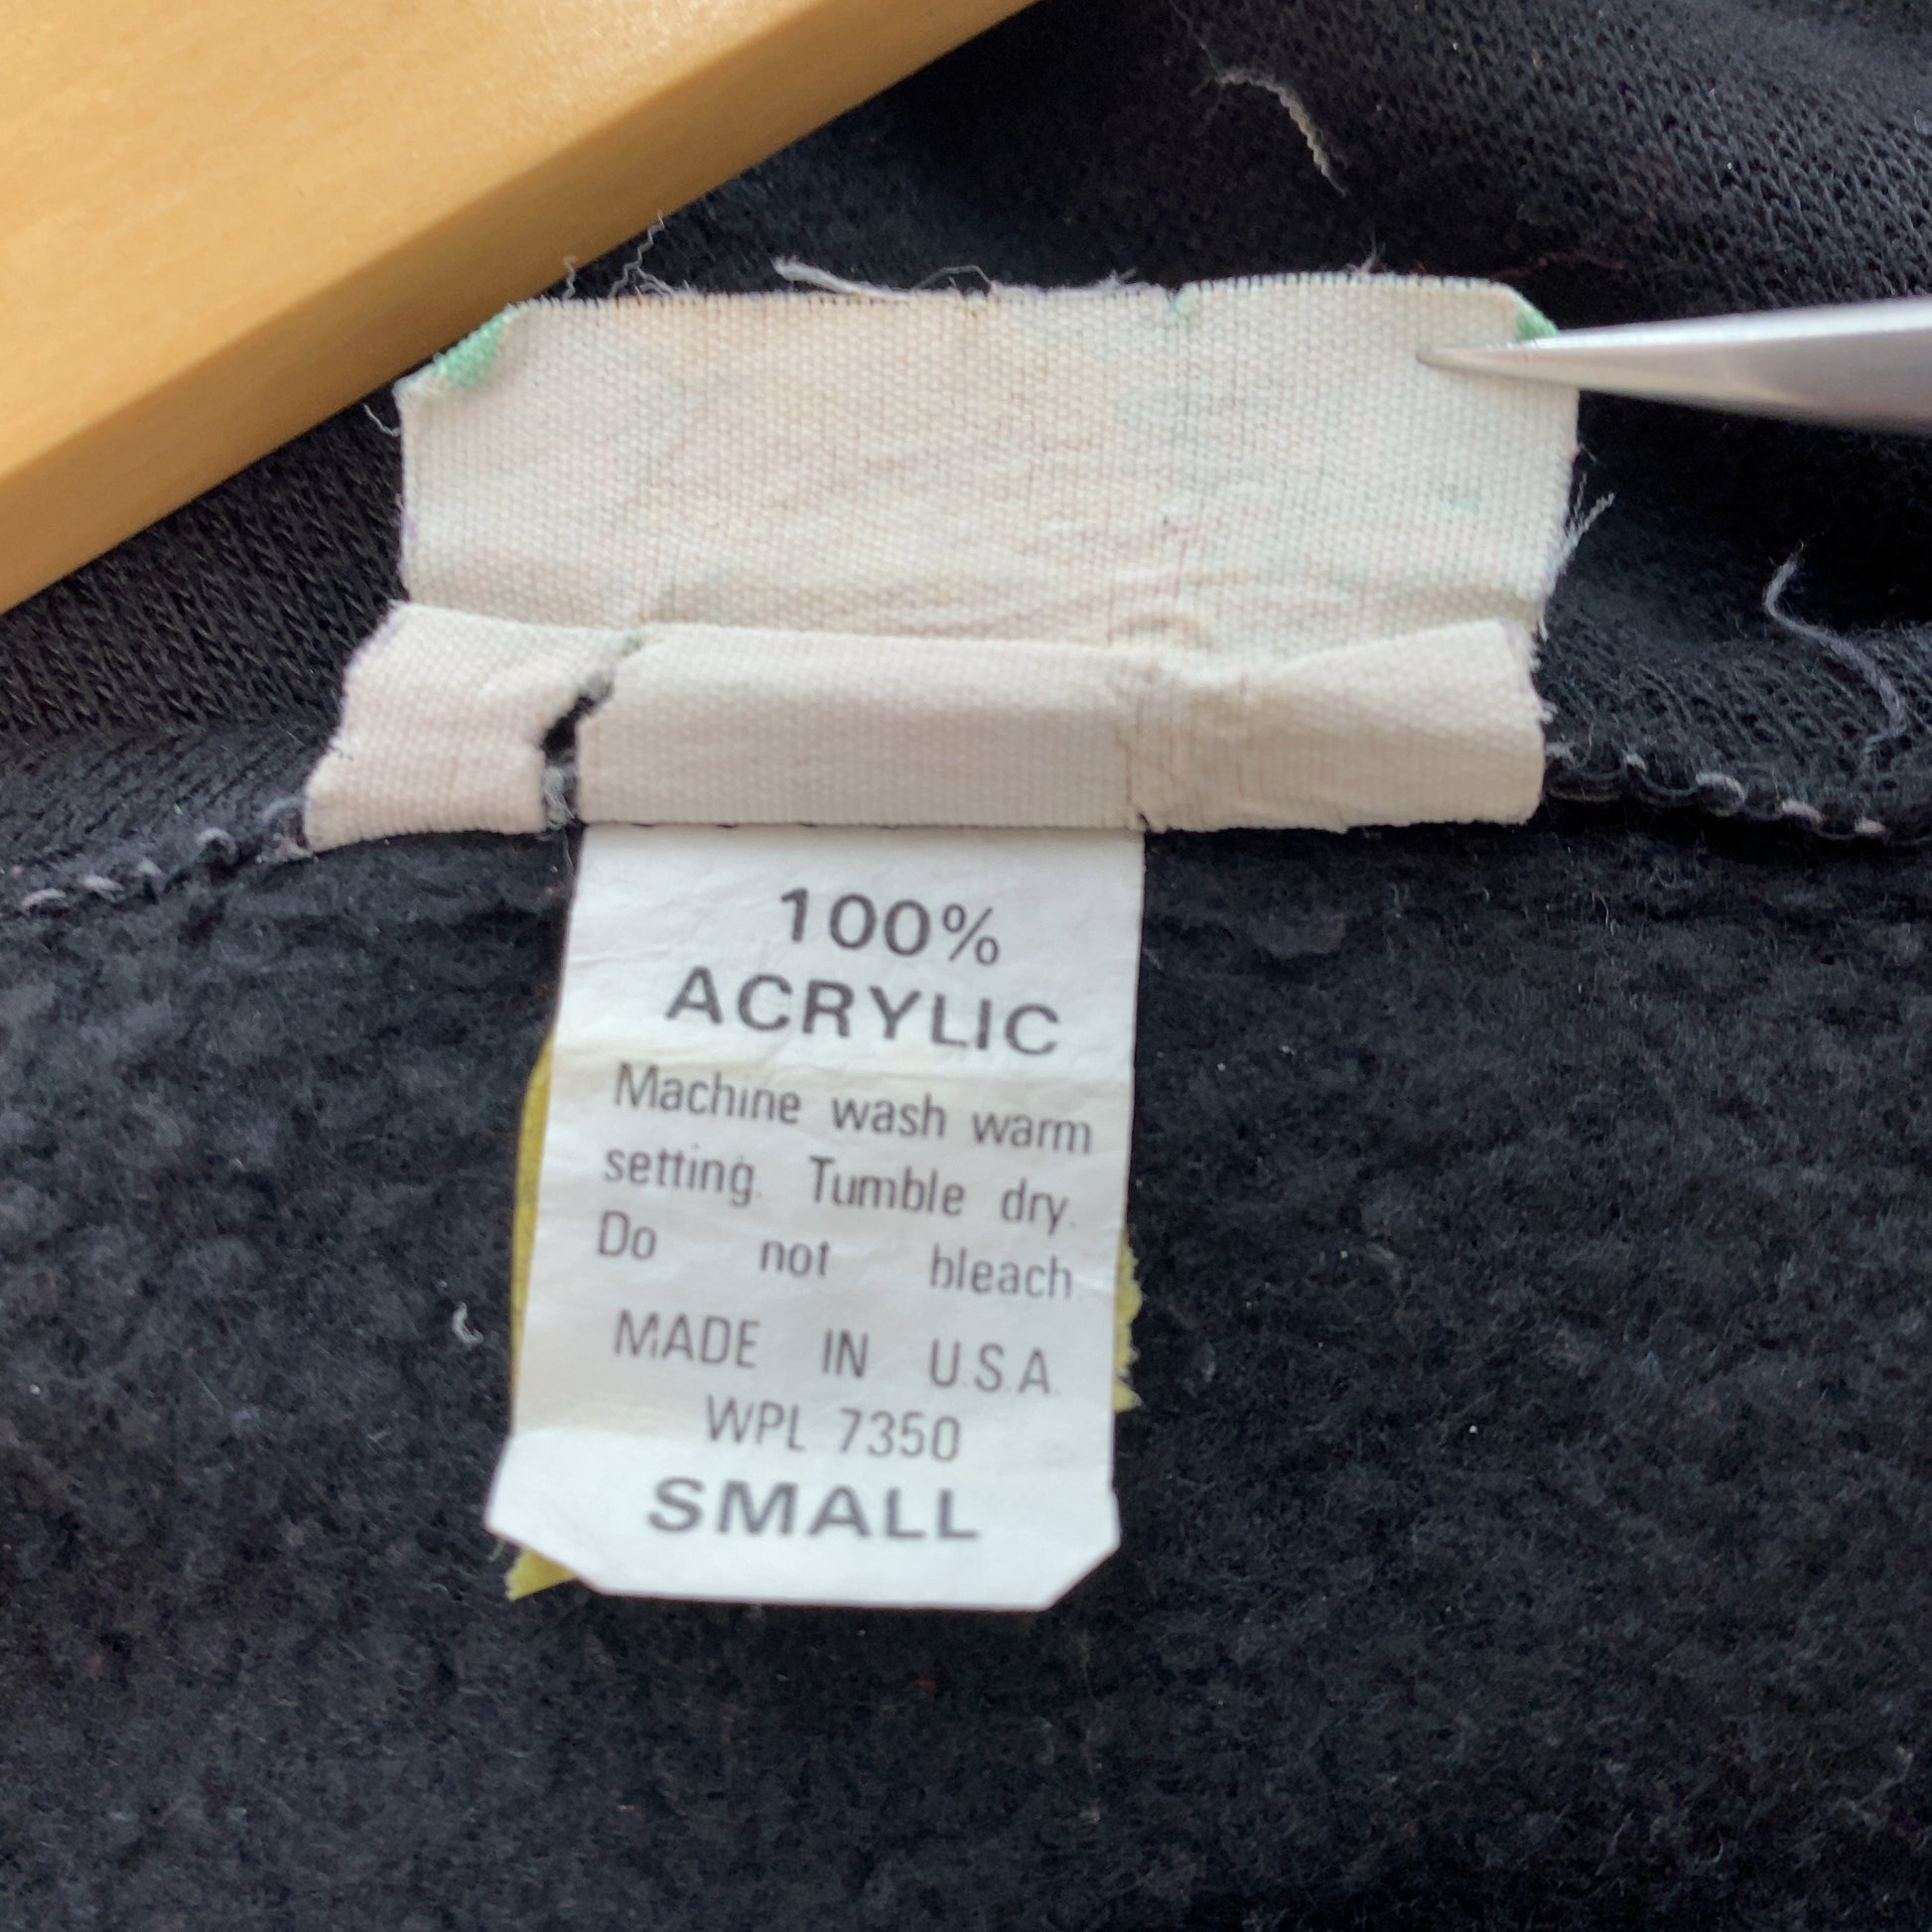 100%
ACRYLIC
Machine wash warm
setting. Tumble dry.
Do not bleach.
MADE IN U.S.A.
WPL 7350
SMALL